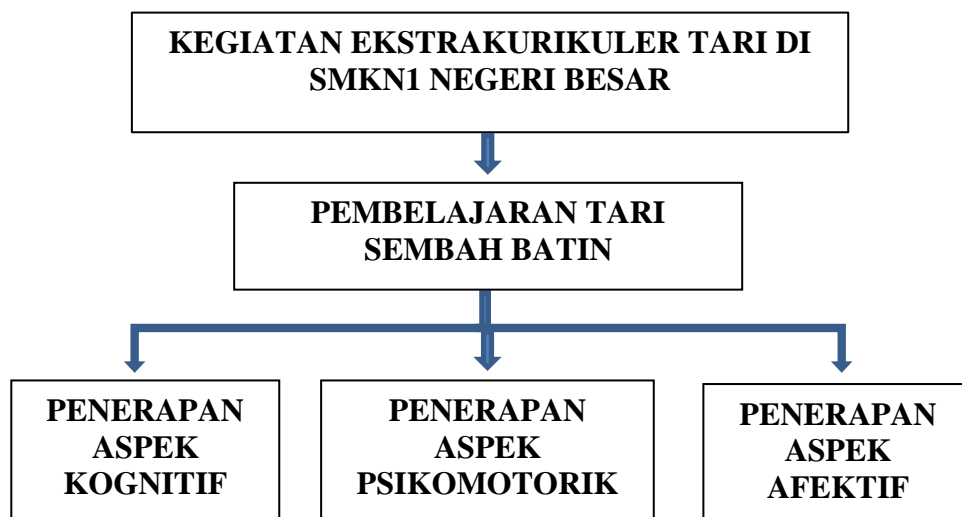 KEGIATAN EKSTRAKURIKULER TARI DI
SMKN1 NEGERI BESAR
PEMBELAJARAN TARI
SEMBAH BATIN
PENERAPAN
ASPEK
KOGNITIF
PENERAPAN
ASPEK
PSIKOMOTORIK
PENERAPAN
ASPEK
AFEKTIF